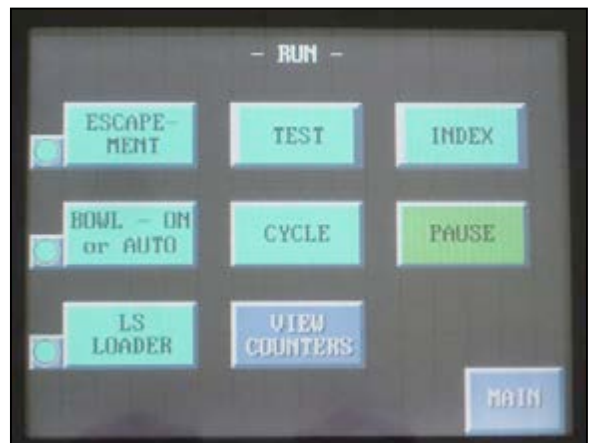 - RUN -
ESCAPE-
MENT
TEST
INDEX
BOWL - ON
or AUTO
CYCLE
PAUSE
LS
LOADER
VIEW
COUNTERS
MAIN